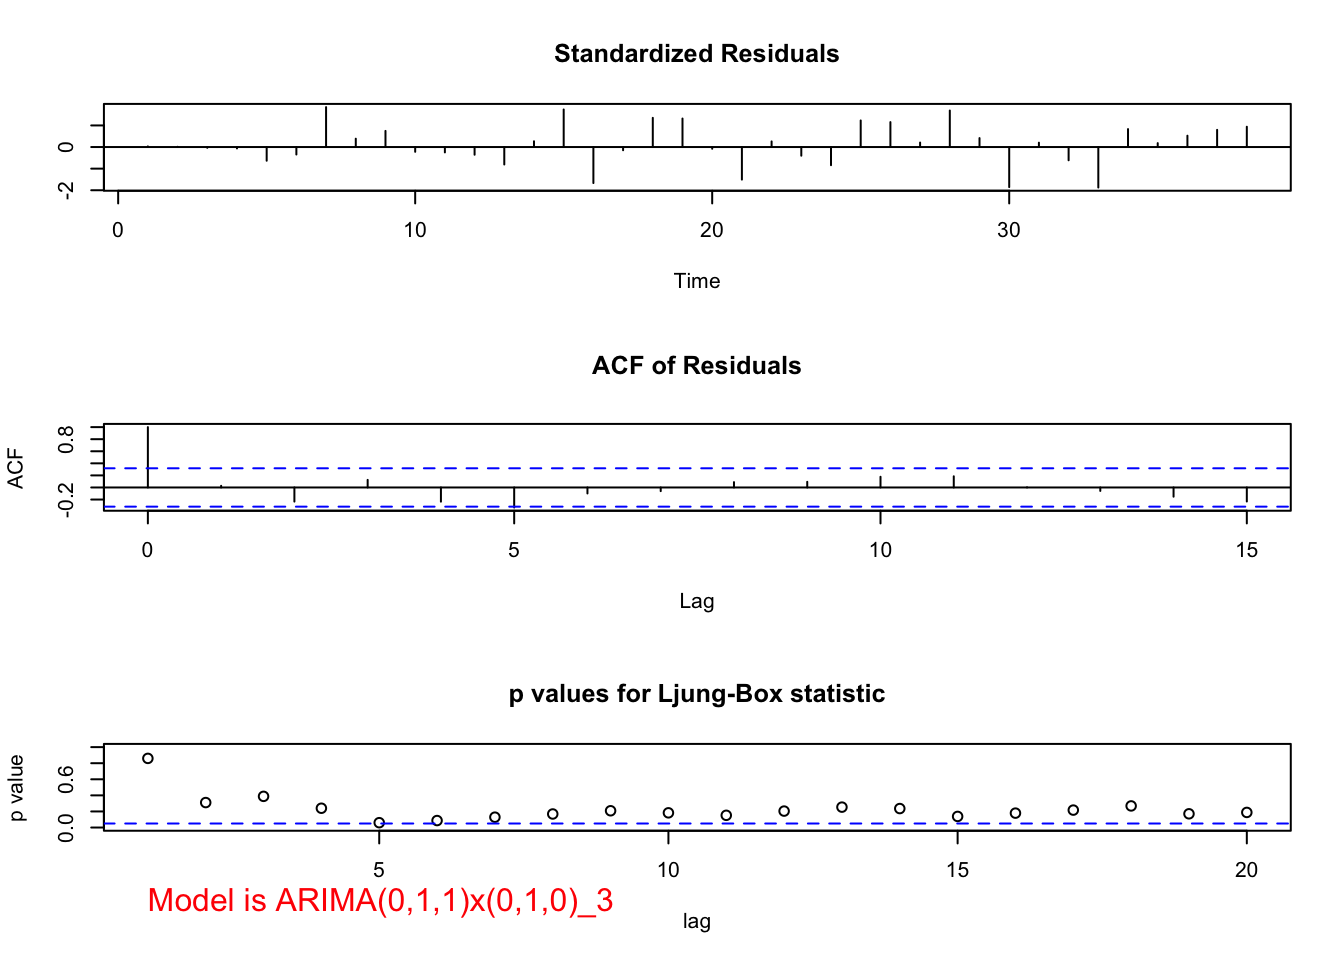 Standardized Residuals
0
-2
0 10 20 30
Time
ACF of Residuals
ACF
0.8
-0.2
0 5 10 15
Lag
p values for Ljung-Box statistic
p value
0.6
0.0
5 10 15 20
Model is ARIMA(0,1,1)x(0,1,0)_3
lag